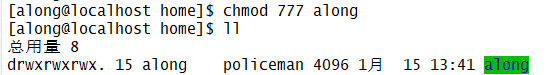 [along@localhost home]$ chmod 777 along
[along@localhost home]$ ll
总用量 8
drwxrwxrwx. 15 along    policeman 4096 1月  15 13:41 along